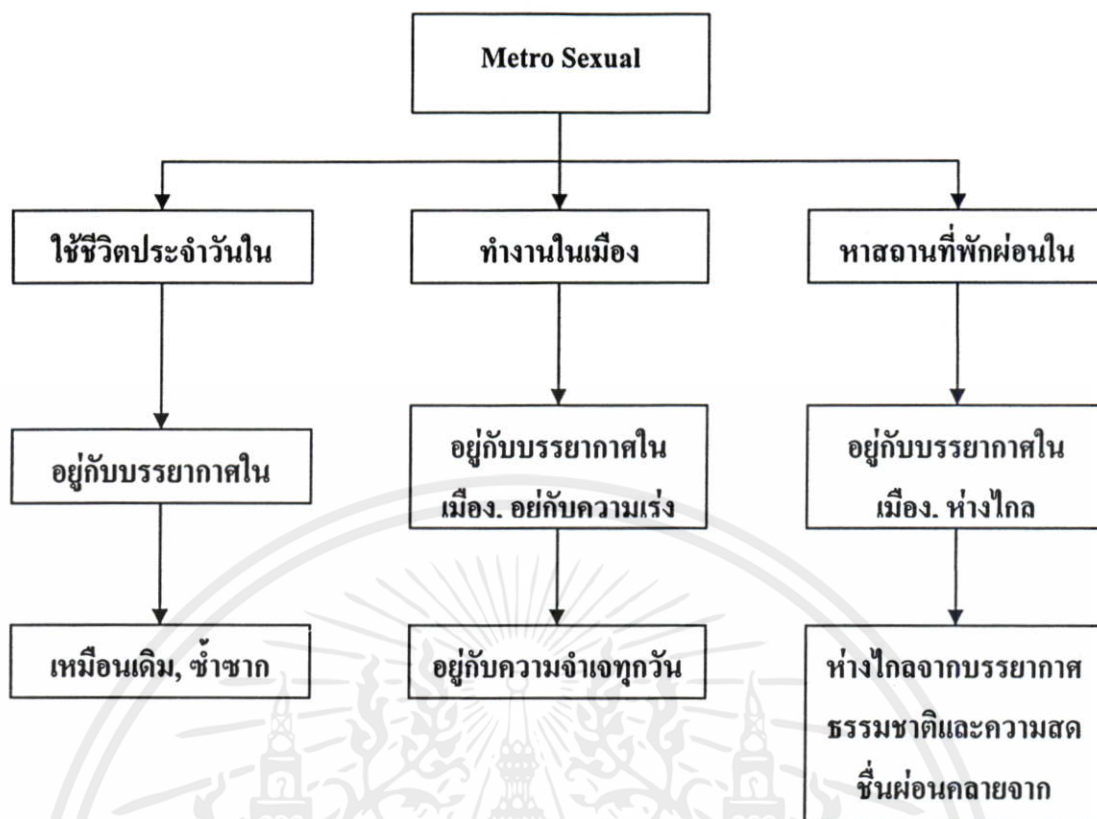 Metro Sexual
ใช้ชีวิตประจำวันใน
ทำงานในเมือง
หาสถานที่พักผ่อนใน
อยู่กับบรรยากาศใน
อยู่กับบรรยากาศใน
เมือง. อยู่กับความเร่ง
อยู่กับบรรยากาศใน
เมือง. ห่างไกล
เหมือนเดิม, ซ้ำซาก
อยู่กับความจำเจทุกวัน
ห่างไกลจากบรรยากาศ
ธรรมชาติและความสด
ชื่นผ่อนคลายจาก